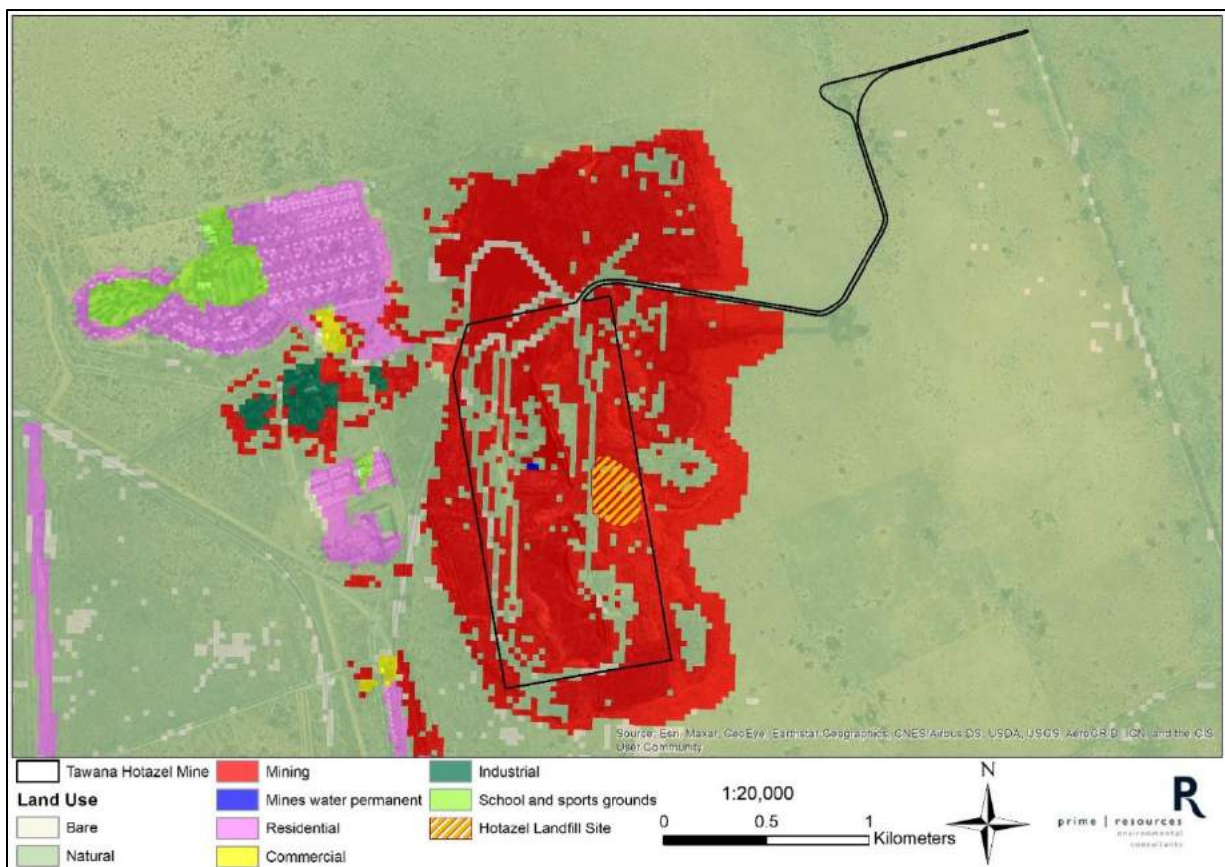 Source: Esri, Maxar, GeoEye, Earthstar Geographics, CNES/Airbus DS, USDA, USGS, AeroGRID, IGN, and the GIS
User Community
Tawana Hotazel Mine
Land Use
Bare
Natural
Mining
Mines water permanent
Residential
Commercial
Industrial
School and sports grounds
Hotazel Landfill Site
1:20,000
0 0.5 1
Kilometers
N
R
prime | resources
environmental
consultants